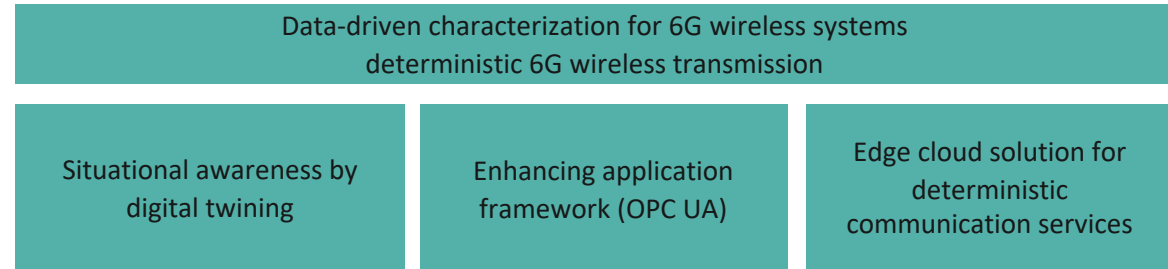 Data-driven characterization for 6G wireless systems
deterministic 6G wireless transmission
Situational awareness by
digital twining
Enhancing application
framework (OPC UA)
Edge cloud solution for
deterministic
communication services